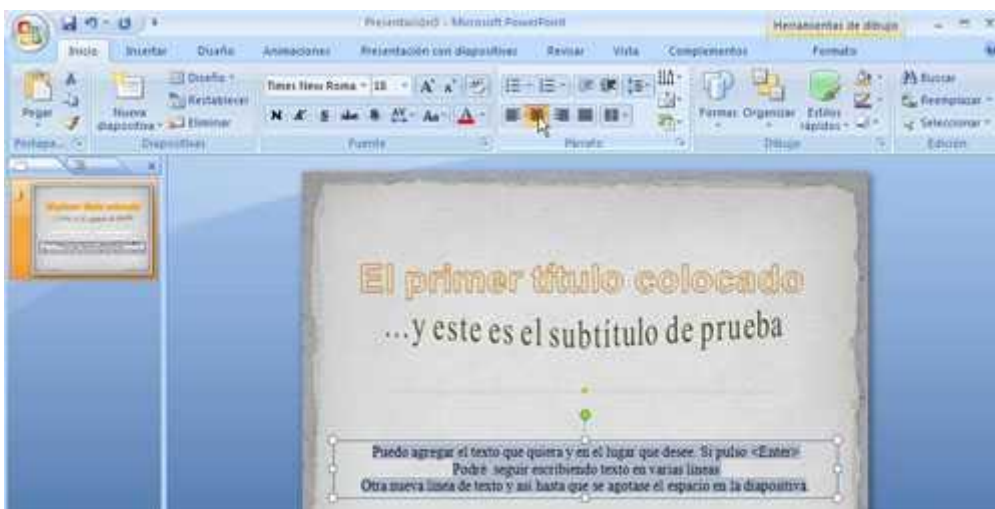 Presentación3 - Microsoft PowerPoint
Herramientas de dibujo
Inicio Insertar Diseño Animaciones Presentación con diapositivas Revisar Vista Complementos Formato
Pegar
Nueva diapositiva
Diseño
Restablecer
Eliminar
Times New Roma 18
N K S abc S AV Aa A
Formas Organizar Estilos rápidos
Buscar
Reemplazar
Seleccionar
Portapa... Diapositivas Fuente Párrafo Dibujo Edición
El primer título colocado
...y este es el subtítulo de prueba
Puedo agregar el texto que quiera y en el lugar que desee. Si pulso <Enter>
Podré seguir escribiendo texto en varias líneas
Otra nueva línea de texto y así hasta que se agotase el espacio en la diapositiva